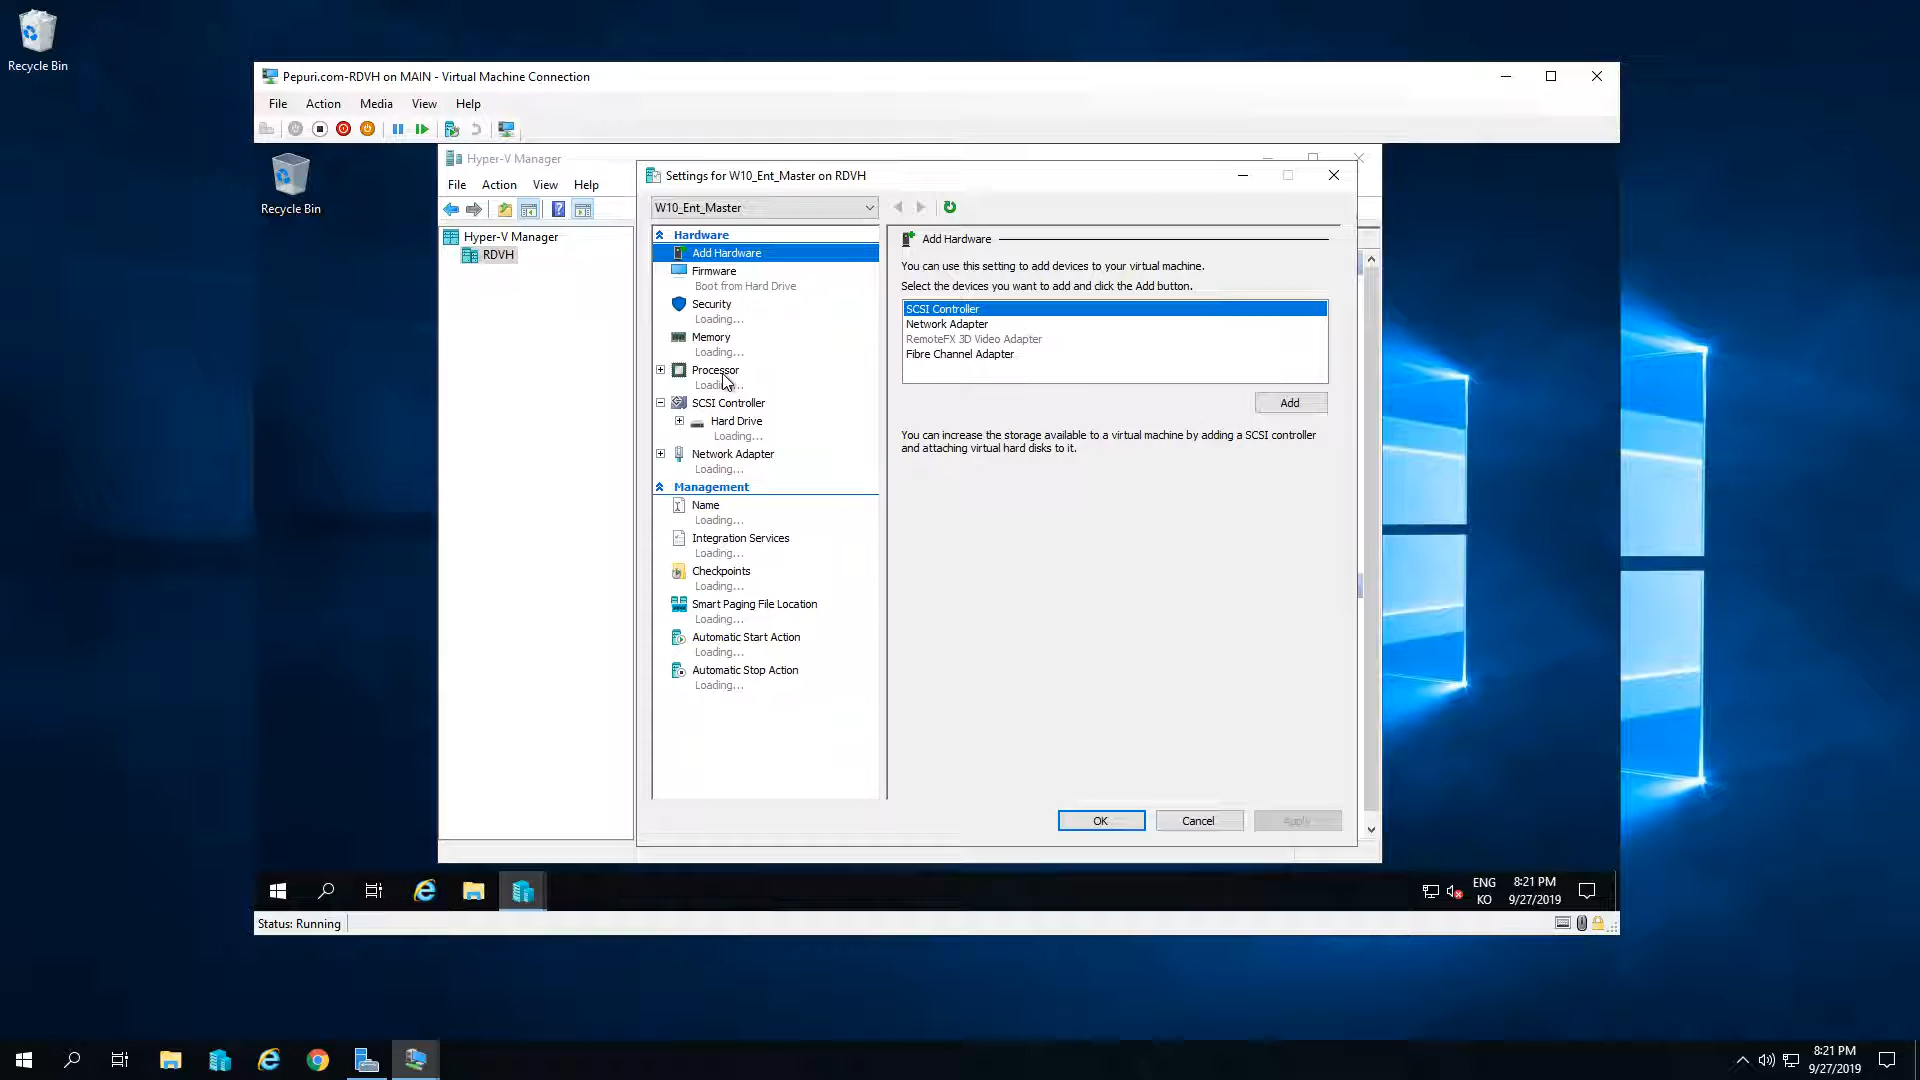 Recycle Bin
Pepuri.com-RDVH on MAIN - Virtual Machine Connection
File Action Media View Help
Recycle Bin
Hyper-V Manager
File Action View Help
Hyper-V Manager
RDVH
Settings for W10_Ent_Master on RDVH
W10_Ent_Master
Hardware
Add Hardware
Firmware
Boot from Hard Drive
Security
Loading...
Memory
Loading...
Processor
SCSI Controller
Hard Drive
Loading...
Network Adapter
Loading...
Management
Name
Loading...
Integration Services
Loading...
Checkpoints
Loading...
Smart Paging File Location
Loading...
Automatic Start Action
Loading...
Automatic Stop Action
Loading...
Add Hardware
You can use this setting to add devices to your virtual machine.
Select the devices you want to add and click the Add button.
SCSI Controller
Network Adapter
RemoteFX 3D Video Adapter
Fibre Channel Adapter
Add
You can increase the storage available to a virtual machine by adding a SCSI controller
and attaching virtual hard disks to it.
OK Cancel Apply
ENG
KO
8:21 PM
9/27/2019
Status: Running
8:21 PM
9/27/2019